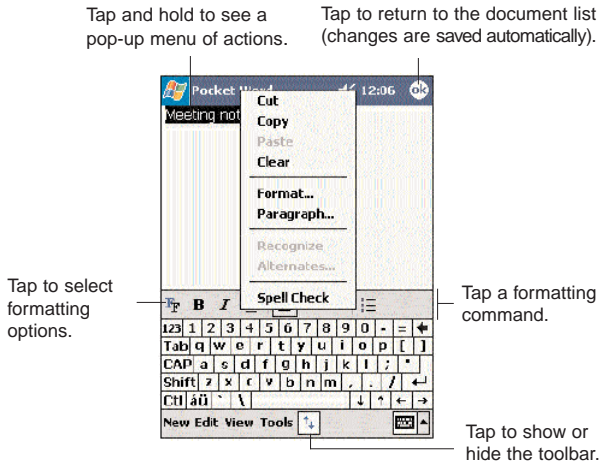 Tap and hold to see a
pop-up menu of actions.
Tap to return to the document list
(changes are saved automatically).
Pocket 12:06 ok
Meeting not
Cut
Copy
Paste
Clear
Format...
Paragraph...
Recognize
Alternates...
Spell Check
Tap to select
formatting
options.
B I
Tap a formatting
command.
123 1 2 3 4 5 6 7 8 9 0 - =
Tab q w e r t y u i o p [ ]
CAP a s d f g h j k l ; '
Shift z x c v b n m , . /
Ctl áü ` \
New Edit View Tools
Tap to show or
hide the toolbar.